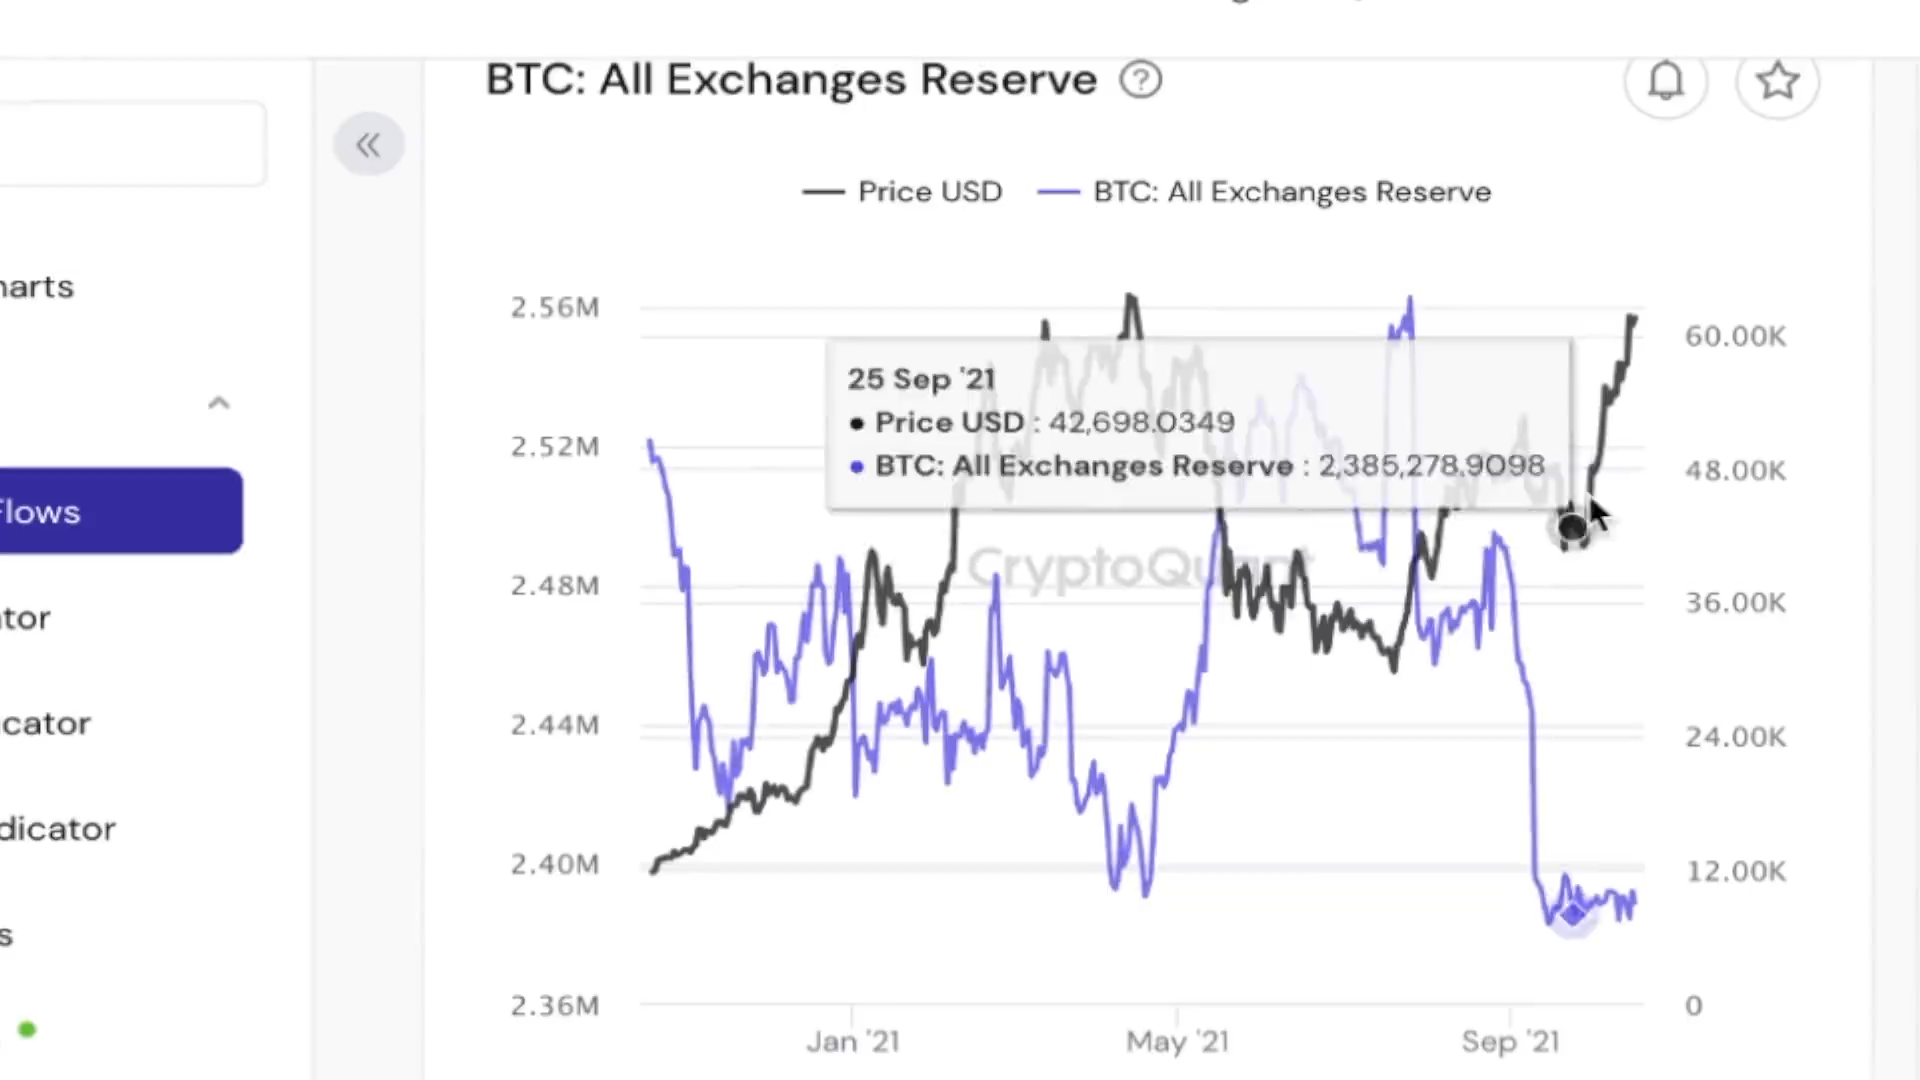 BTC: All Exchanges Reserve
Price USD
BTC: All Exchanges Reserve
harts
Flows
tor
cator
dicator
s
2.56M
2.52M
2.48M
2.44M
2.40M
2.36M
25 Sep '21
Price USD : 42,698.0349
BTC: All Exchanges Reserve : 2,385,278.9098
CryptoQuant
60.00K
48.00K
36.00K
24.00K
12.00K
0
Jan '21
May '21
Sep '21